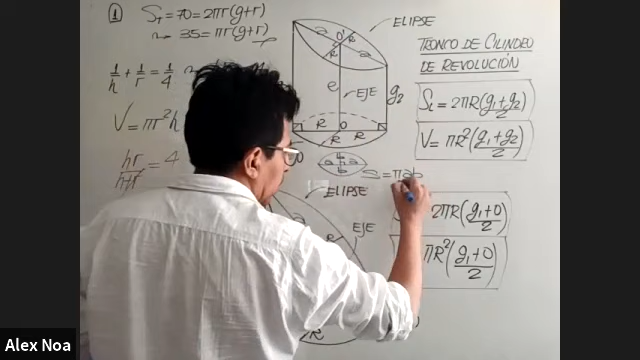 ① S_T = 70 = 2πr(g+r)
35 = πr(g+r)
1/h + 1/r = 1/4
V = πr²h
hr/(h+r) = 4
ELIPSE
O'
R
a
a
R
e
EJE
g₂
R O R
R
TRONCO DE CILINDRO
DE REVOLUCIÓN
S_L = 2πR(g₁+g₂)/2
V = πR²(g₁+g₂)/2
b
a a
b
S = πab
ELIPSE
EJE
2πR(g₁+0)/2
πR²(g₁+0)/2
R
Alex Noa